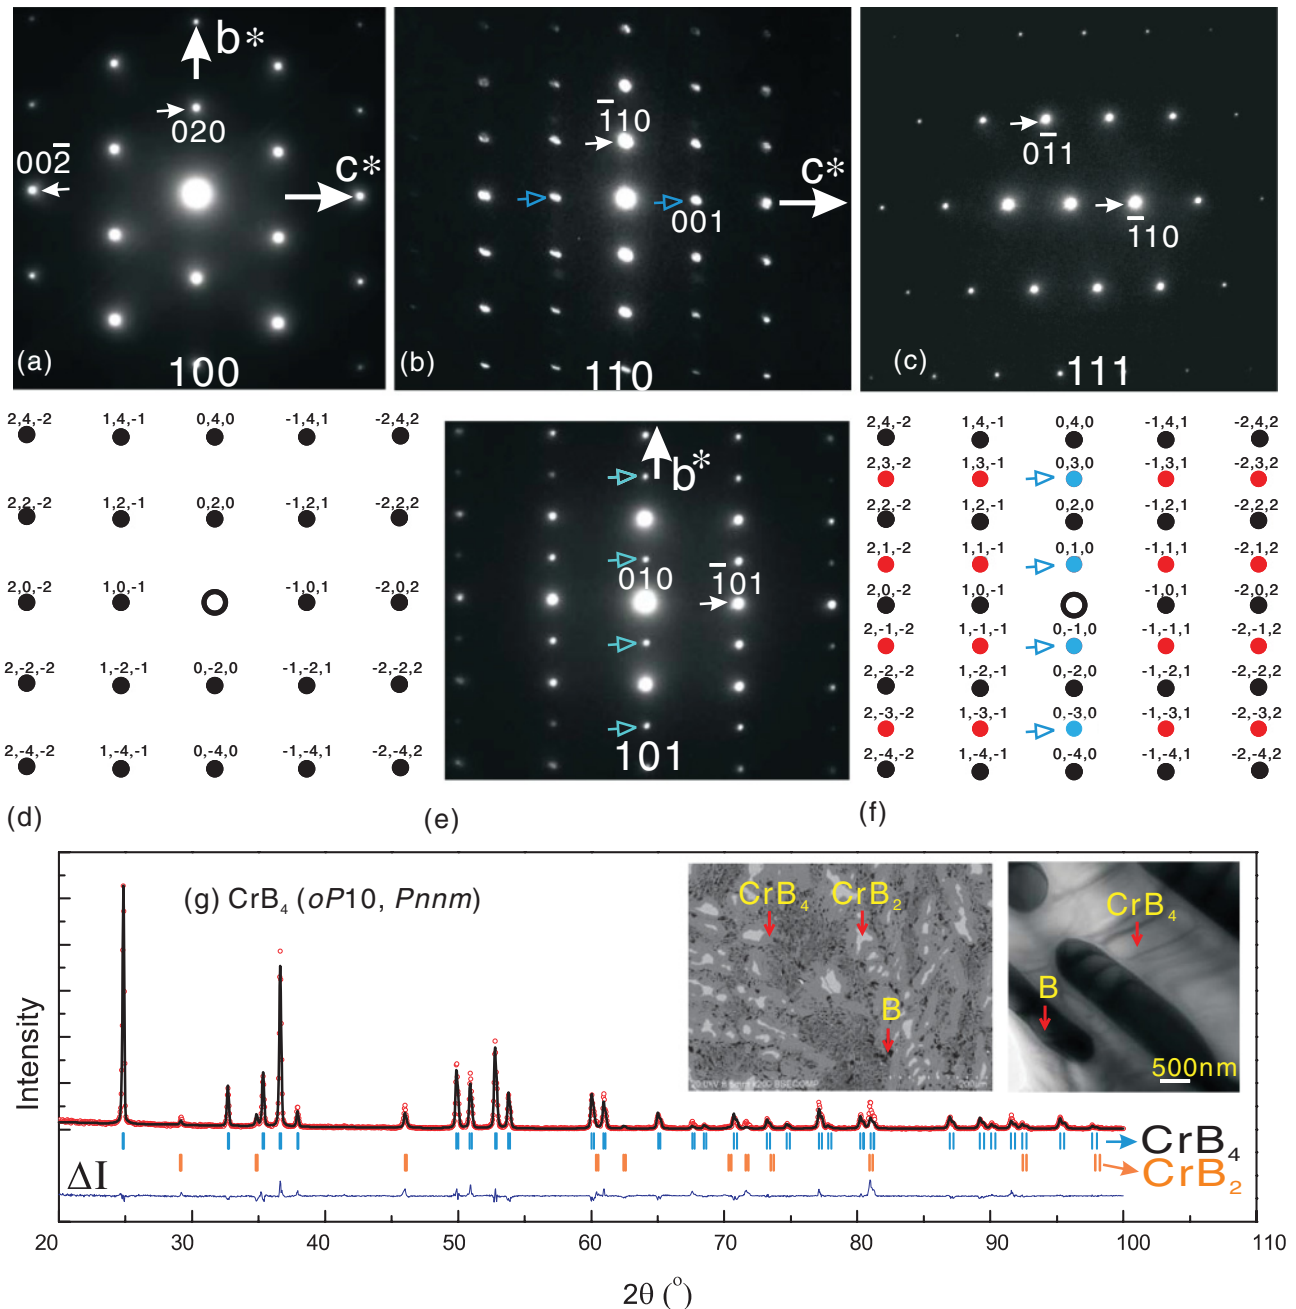 b*
020
002̅
c*
(a)
100
1̅10
c*
001
(b)
110
01̅1
1̅10
(c)
111
2,4,-2 1,4,-1 0,4,0 -1,4,1 -2,4,2
2,2,-2 1,2,-1 0,2,0 -1,2,1 -2,2,2
2,0,-2 1,0,-1 -1,0,1 -2,0,2
2,-2,-2 1,-2,-1 0,-2,0 -1,-2,1 -2,-2,2
2,-4,-2 1,-4,-1 0,-4,0 -1,-4,1 -2,-4,2
(d)
b*
010
1̅01
101
(e)
2,4,-2 1,4,-1 0,4,0 -1,4,1 -2,4,2
2,3,-2 1,3,-1 0,3,0 -1,3,1 -2,3,2
2,2,-2 1,2,-1 0,2,0 -1,2,1 -2,2,2
2,1,-2 1,1,-1 0,1,0 -1,1,1 -2,1,2
2,0,-2 1,0,-1 -1,0,1 -2,0,2
2,-1,-2 1,-1,-1 0,-1,0 -1,-1,1 -2,-1,2
2,-2,-2 1,-2,-1 0,-2,0 -1,-2,1 -2,-2,2
2,-3,-2 1,-3,-1 0,-3,0 -1,-3,1 -2,-3,2
2,-4,-2 1,-4,-1 0,-4,0 -1,-4,1 -2,-4,2
(f)
(g) CrB₄ (oP10, Pnnm)
CrB₄ CrB₂
B
CrB₄
B
500nm
Intensity
CrB₄
CrB₂
ΔI
20 30 40 50 60 70 80 90 100 110
2θ (°)